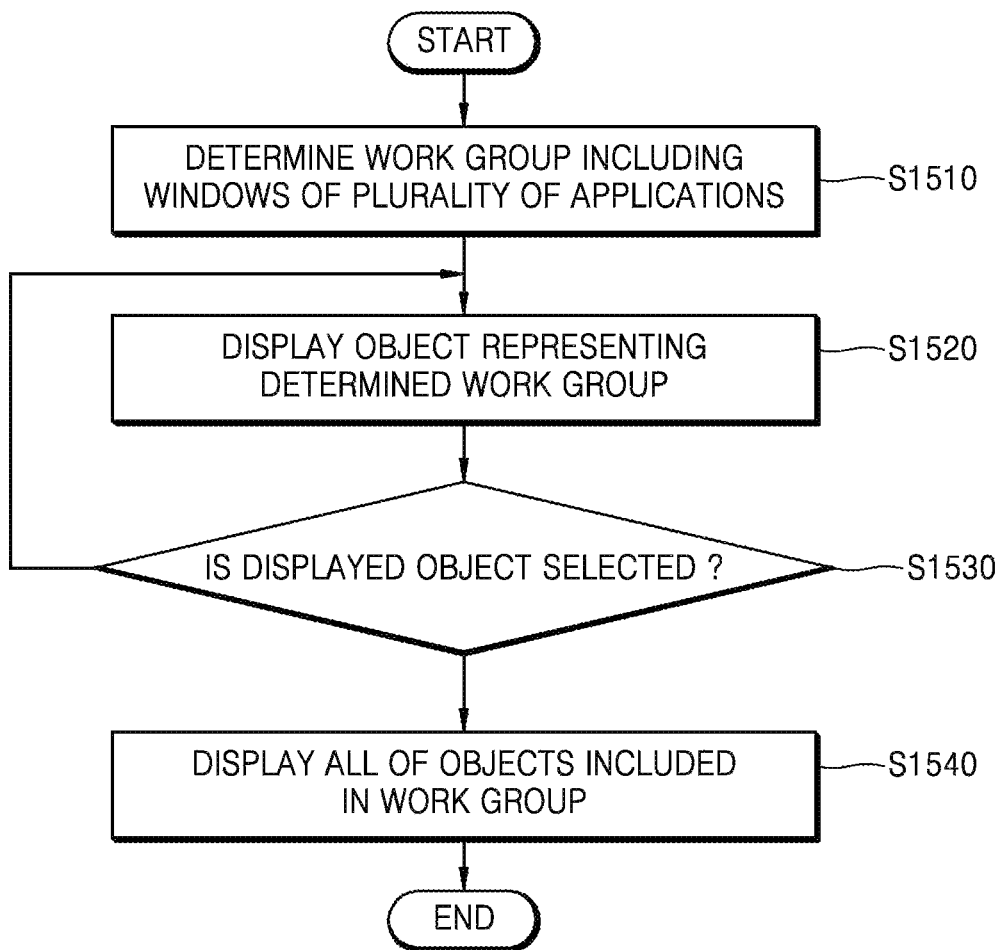 START
DETERMINE WORK GROUP INCLUDING
WINDOWS OF PLURALITY OF APPLICATIONS
S1510
DISPLAY OBJECT REPRESENTING
DETERMINED WORK GROUP
S1520
IS DISPLAYED OBJECT SELECTED ?
S1530
DISPLAY ALL OF OBJECTS INCLUDED
IN WORK GROUP
S1540
END